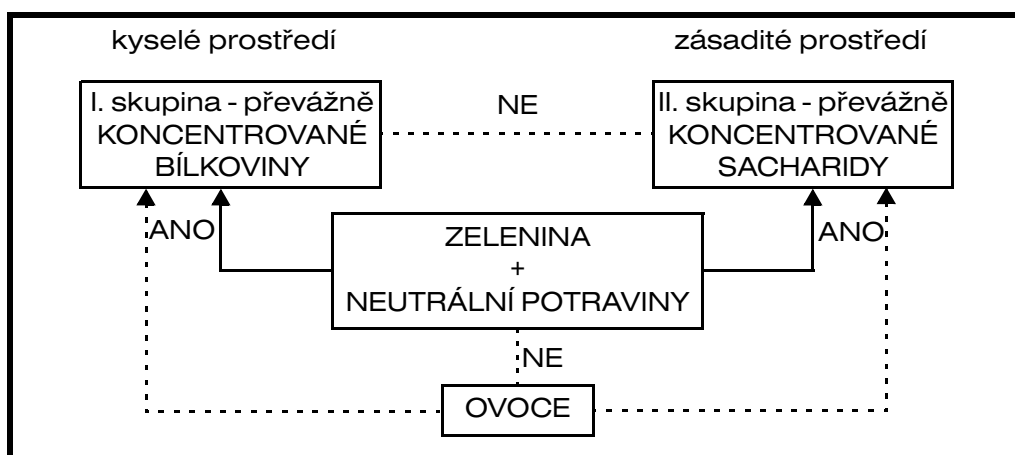 kyselé prostředí
zásadité prostředí
I. skupina - převážně
KONCENTROVANÉ
BÍLKOVINY
NE
II. skupina - převážně
KONCENTROVANÉ
SACHARIDY
ANO
ZELENINA
+
NEUTRÁLNÍ POTRAVINY
ANO
NE
OVOCE